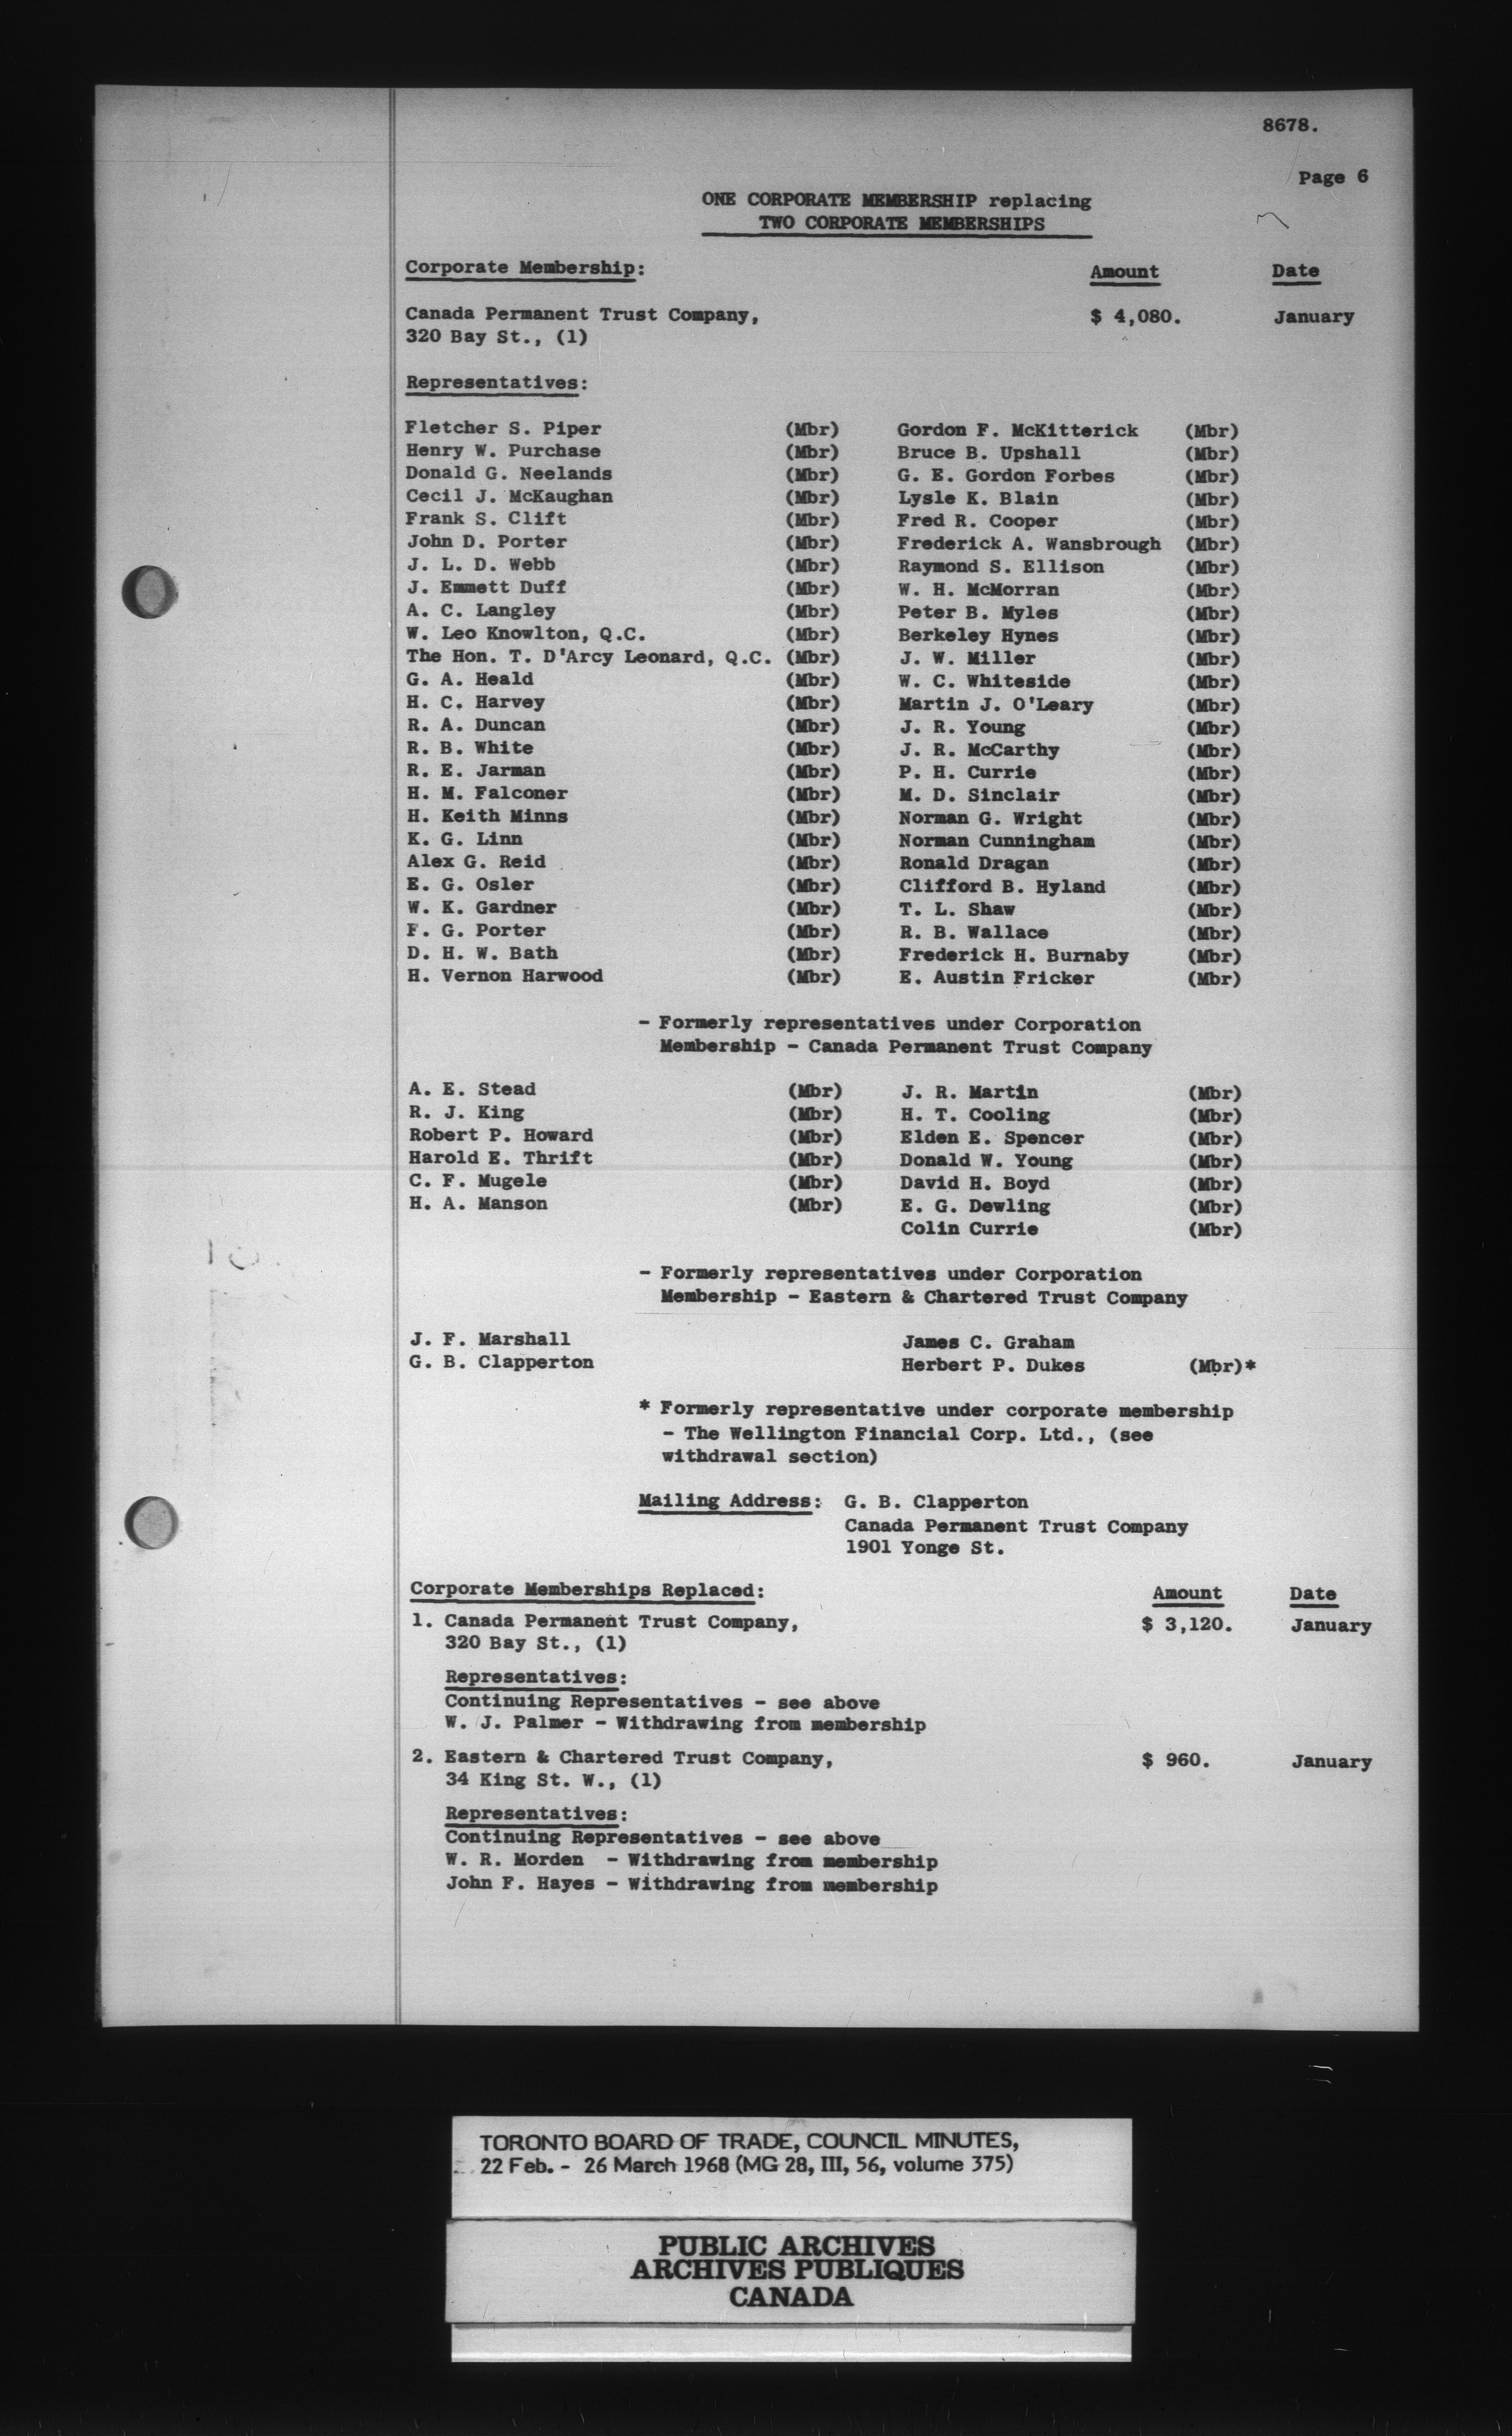 8678.
Page 6
ONE CORPORATE MEMBERSHIP replacing
TWO CORPORATE MEMBERSHIPS
Corporate Membership: Amount Date
Canada Permanent Trust Company, $ 4,080. January
320 Bay St., (1)
Representatives:
Fletcher S. Piper (Mbr) Gordon F. McKitterick (Mbr)
Henry W. Purchase (Mbr) Bruce B. Upshall (Mbr)
Donald G. Neelands (Mbr) G. E. Gordon Forbes (Mbr)
Cecil J. McKaughan (Mbr) Lysle K. Blain (Mbr)
Frank S. Clift (Mbr) Fred R. Cooper (Mbr)
John D. Porter (Mbr) Frederick A. Wansbrough (Mbr)
J. L. D. Webb (Mbr) Raymond S. Ellison (Mbr)
J. Emmett Duff (Mbr) W. H. McMorran (Mbr)
A. C. Langley (Mbr) Peter B. Myles (Mbr)
W. Leo Knowlton, Q.C. (Mbr) Berkeley Hynes (Mbr)
The Hon. T. D'Arcy Leonard, Q.C. (Mbr) J. W. Miller (Mbr)
G. A. Heald (Mbr) W. C. Whiteside (Mbr)
H. C. Harvey (Mbr) Martin J. O'Leary (Mbr)
R. A. Duncan (Mbr) J. R. Young (Mbr)
R. B. White (Mbr) J. R. McCarthy (Mbr)
R. E. Jarman (Mbr) P. H. Currie (Mbr)
H. M. Falconer (Mbr) M. D. Sinclair (Mbr)
H. Keith Minns (Mbr) Norman G. Wright (Mbr)
K. G. Linn (Mbr) Norman Cunningham (Mbr)
Alex G. Reid (Mbr) Ronald Dragan (Mbr)
E. G. Osler (Mbr) Clifford B. Hyland (Mbr)
W. K. Gardner (Mbr) T. L. Shaw (Mbr)
F. G. Porter (Mbr) R. B. Wallace (Mbr)
D. H. W. Bath (Mbr) Frederick H. Burnaby (Mbr)
H. Vernon Harwood (Mbr) E. Austin Fricker (Mbr)
- Formerly representatives under Corporation
Membership - Canada Permanent Trust Company
A. E. Stead (Mbr) J. R. Martin (Mbr)
R. J. King (Mbr) H. T. Cooling (Mbr)
Robert P. Howard (Mbr) Elden E. Spencer (Mbr)
Harold E. Thrift (Mbr) Donald W. Young (Mbr)
C. F. Mugele (Mbr) David H. Boyd (Mbr)
H. A. Manson (Mbr) E. G. Dewling (Mbr)
Colin Currie (Mbr)
- Formerly representatives under Corporation
Membership - Eastern & Chartered Trust Company
J. F. Marshall James C. Graham
G. B. Clapperton Herbert P. Dukes (Mbr)*
* Formerly representative under corporate membership
- The Wellington Financial Corp. Ltd., (see
withdrawal section)
Mailing Address: G. B. Clapperton
Canada Permanent Trust Company
1901 Yonge St.
Corporate Memberships Replaced: Amount Date
1. Canada Permanent Trust Company, $ 3,120. January
320 Bay St., (1)
Representatives:
Continuing Representatives - see above
W. J. Palmer - Withdrawing from membership
2. Eastern & Chartered Trust Company, $ 960. January
34 King St. W., (1)
Representatives:
Continuing Representatives - see above
W. R. Morden - Withdrawing from membership
John F. Hayes - Withdrawing from membership
TORONTO BOARD OF TRADE, COUNCIL MINUTES,
22 Feb. - 26 March 1968 (MG 28, III, 56, volume 375)
PUBLIC ARCHIVES
ARCHIVES PUBLIQUES
CANADA